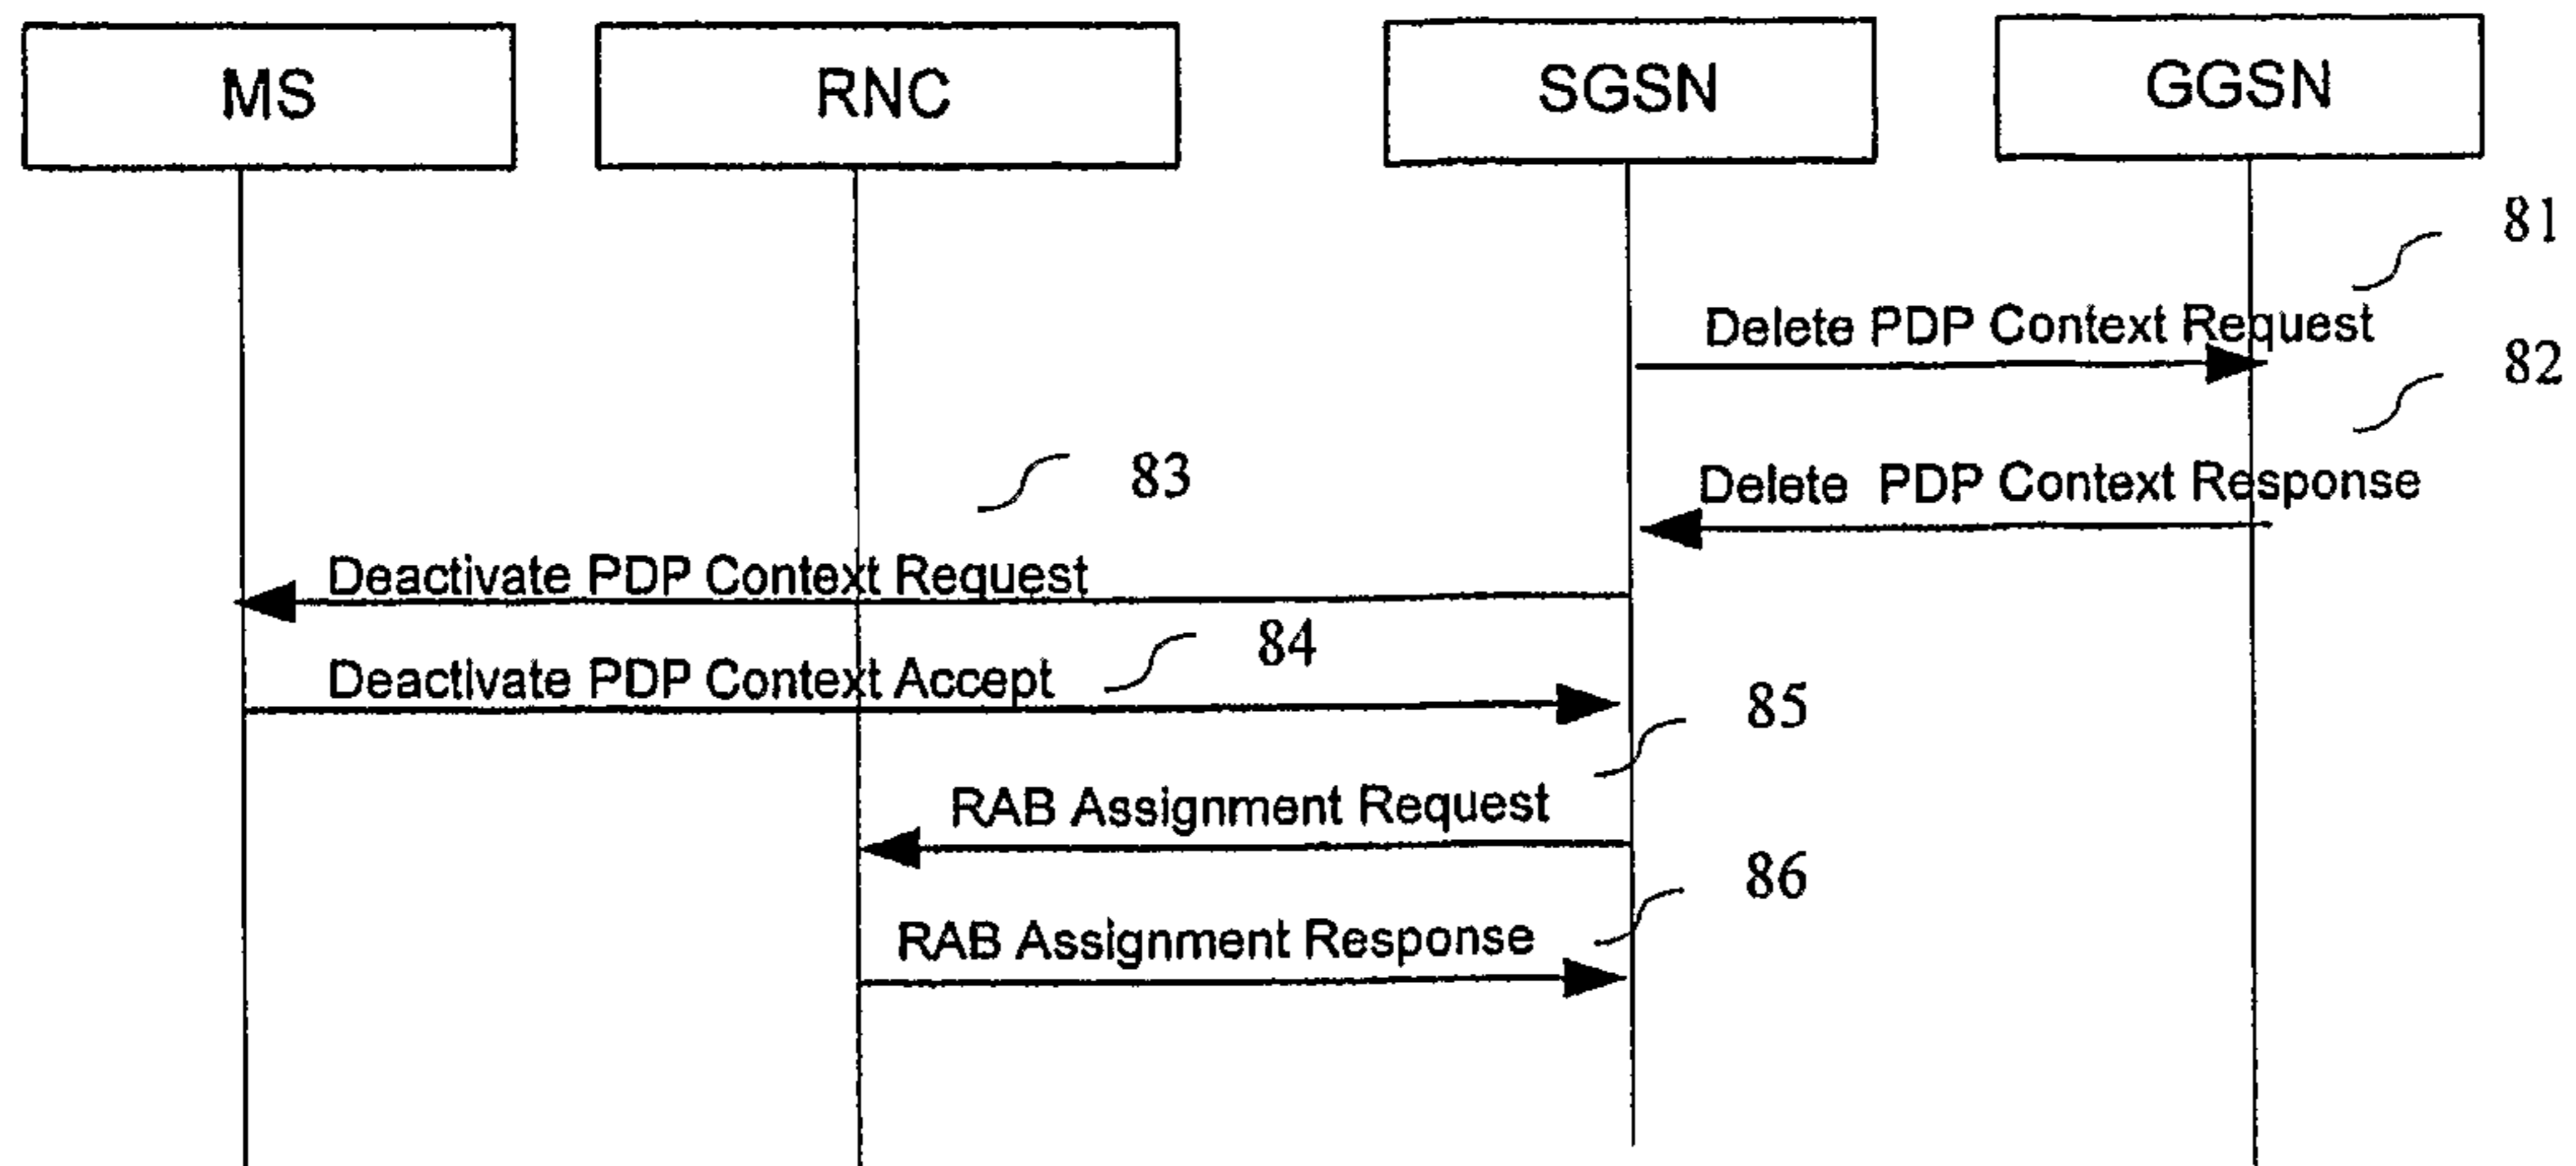 MS
RNC
SGSN
GGSN
81
Delete PDP Context Request
82
Delete PDP Context Response
83
Deactivate PDP Context Request
84
Deactivate PDP Context Accept
85
RAB Assignment Request
86
RAB Assignment Response